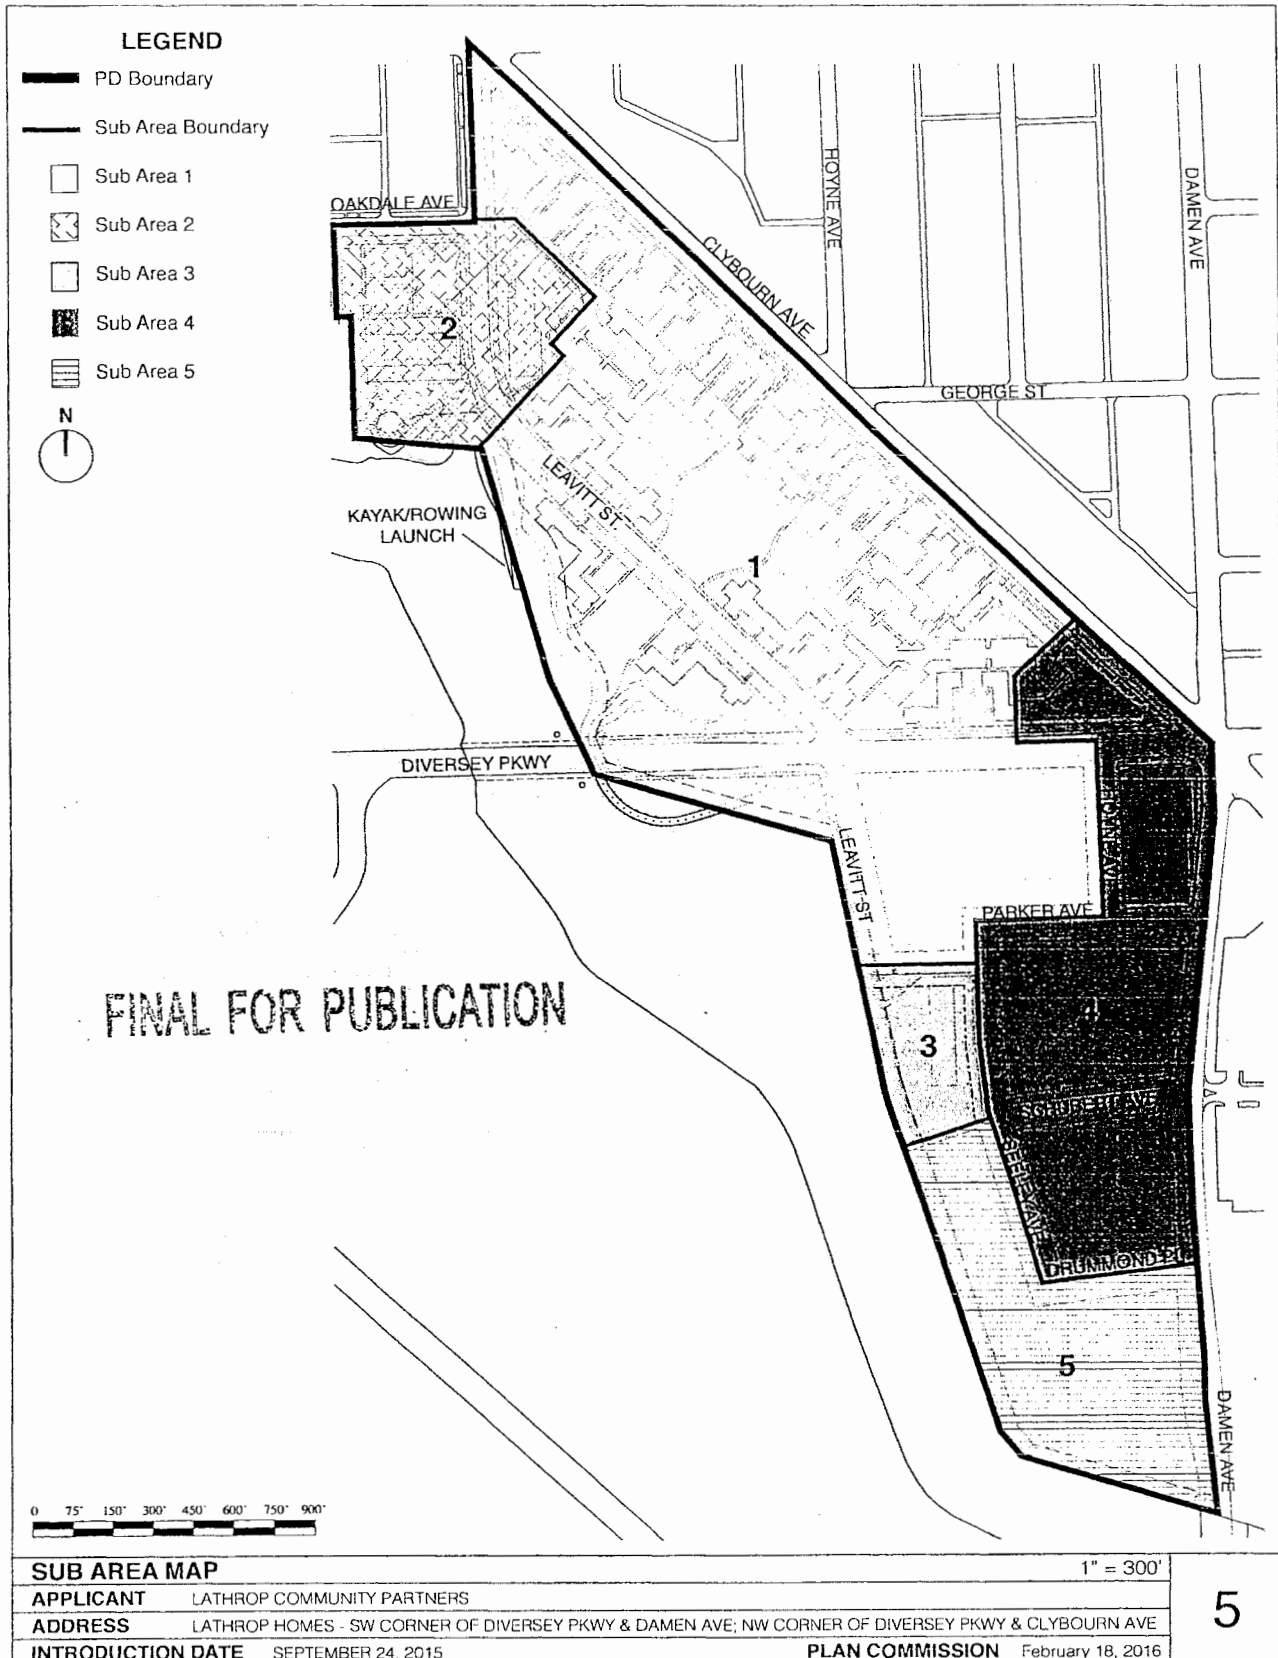 LEGEND
PD Boundary
Sub Area Boundary
Sub Area 1
Sub Area 2
Sub Area 3
Sub Area 4
Sub Area 5
N
OAKDALE AVE
HOYNE AVE
DAMEN AVE
CLYBOURN AVE
2
GEORGE ST
LEAVITT ST
KAYAK/ROWING
LAUNCH
1
DIVERSEY PKWY
HOYNE AVE
LEAVITT ST
PARKER AVE
FINAL FOR PUBLICATION
4
3
SCHUBERT AVE
SEELEY AVE
DRUMMOND PL
5
DAMEN AVE
0 75' 150' 300' 450' 600' 750' 900'
SUB AREA MAP 1" = 300'
APPLICANT LATHROP COMMUNITY PARTNERS
ADDRESS LATHROP HOMES - SW CORNER OF DIVERSEY PKWY & DAMEN AVE; NW CORNER OF DIVERSEY PKWY & CLYBOURN AVE
INTRODUCTION DATE SEPTEMBER 24, 2015 PLAN COMMISSION February 18, 2016
5